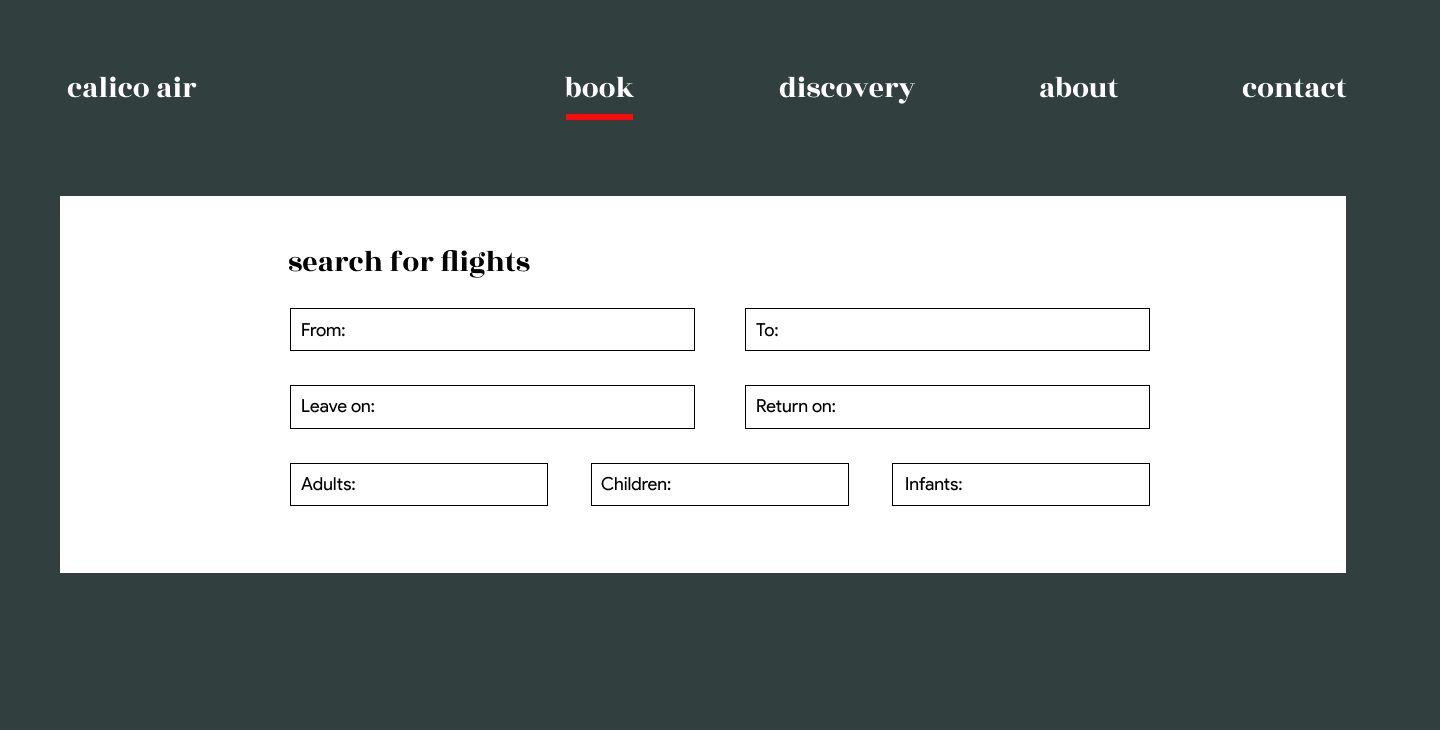 calico air book discovery about contact
search for flights
From: To:
Leave on: Return on:
Adults: Children: Infants: